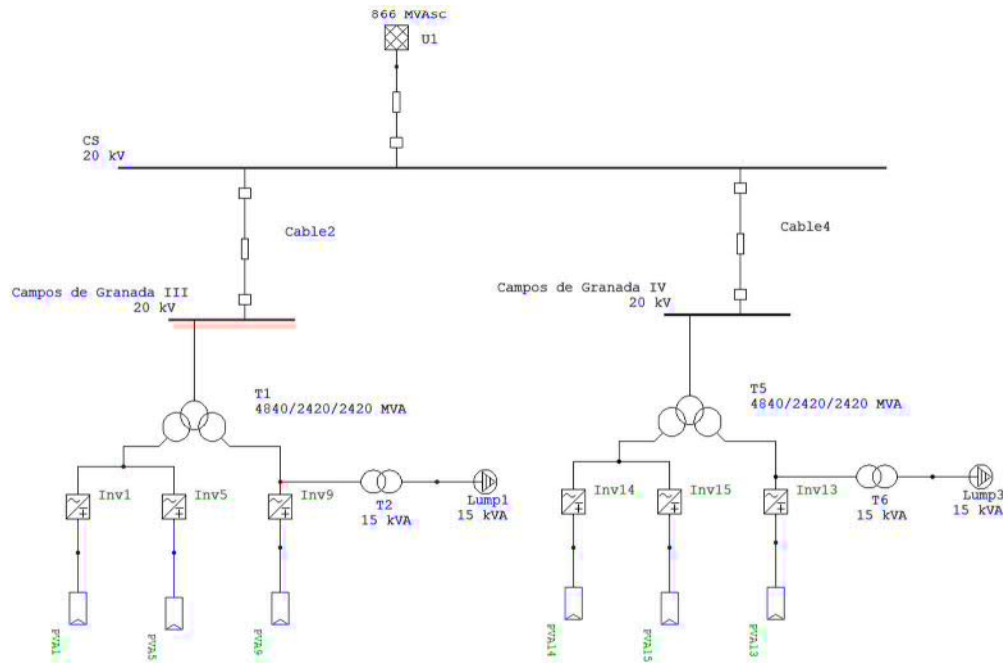 866 MVAsc
U1
CS
20 kV
Cable2
Cable4
Campos de Granada III
20 kV
Campos de Granada IV
20 kV
T1
4840/2420/2420 MVA
T5
4840/2420/2420 MVA
Inv1
Inv5
Inv9
T2
15 kVA
Lump1
15 kVA
Inv14
Inv15
Inv13
T6
15 kVA
Lump3
15 kVA
PVA1
PVA5
PVA9
PVA14
PVA15
PVA13